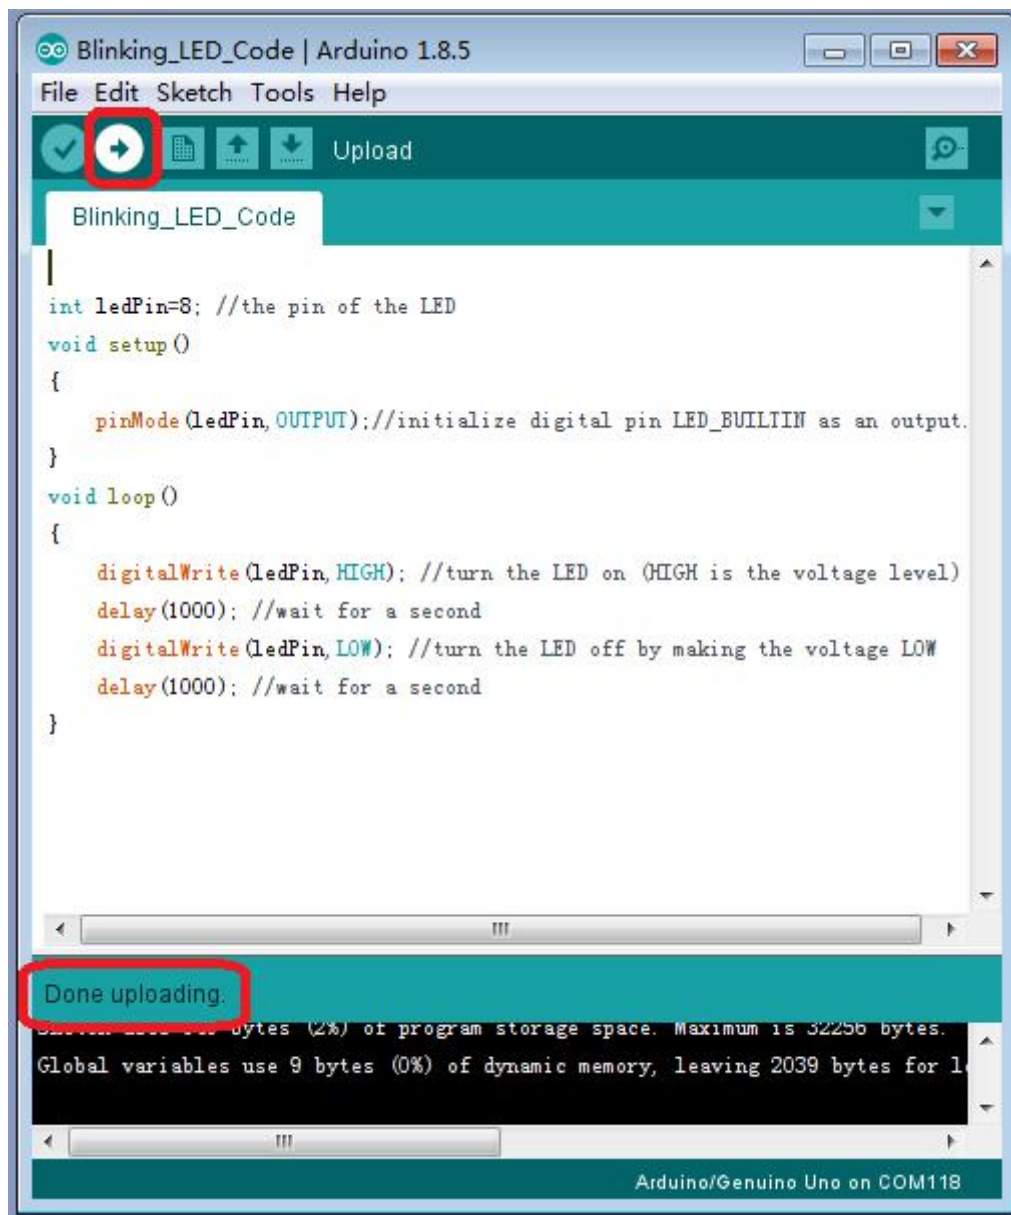 Blinking_LED_Code | Arduino 1.8.5
File Edit Sketch Tools Help
Upload
Blinking_LED_Code
int ledPin=8; //the pin of the LED
void setup()
{
pinMode(ledPin,OUTPUT);//initialize digital pin LED_BUILTIN as an output.
}
void loop()
{
digitalWrite(ledPin,HIGH); //turn the LED on (HIGH is the voltage level)
delay(1000); //wait for a second
digitalWrite(ledPin,LOW); //turn the LED off by making the voltage LOW
delay(1000); //wait for a second
}
Done uploading.
bytes (2%) of program storage space. Maximum is 32256 bytes.
Global variables use 9 bytes (0%) of dynamic memory, leaving 2039 bytes for
Arduino/Genuino Uno on COM118